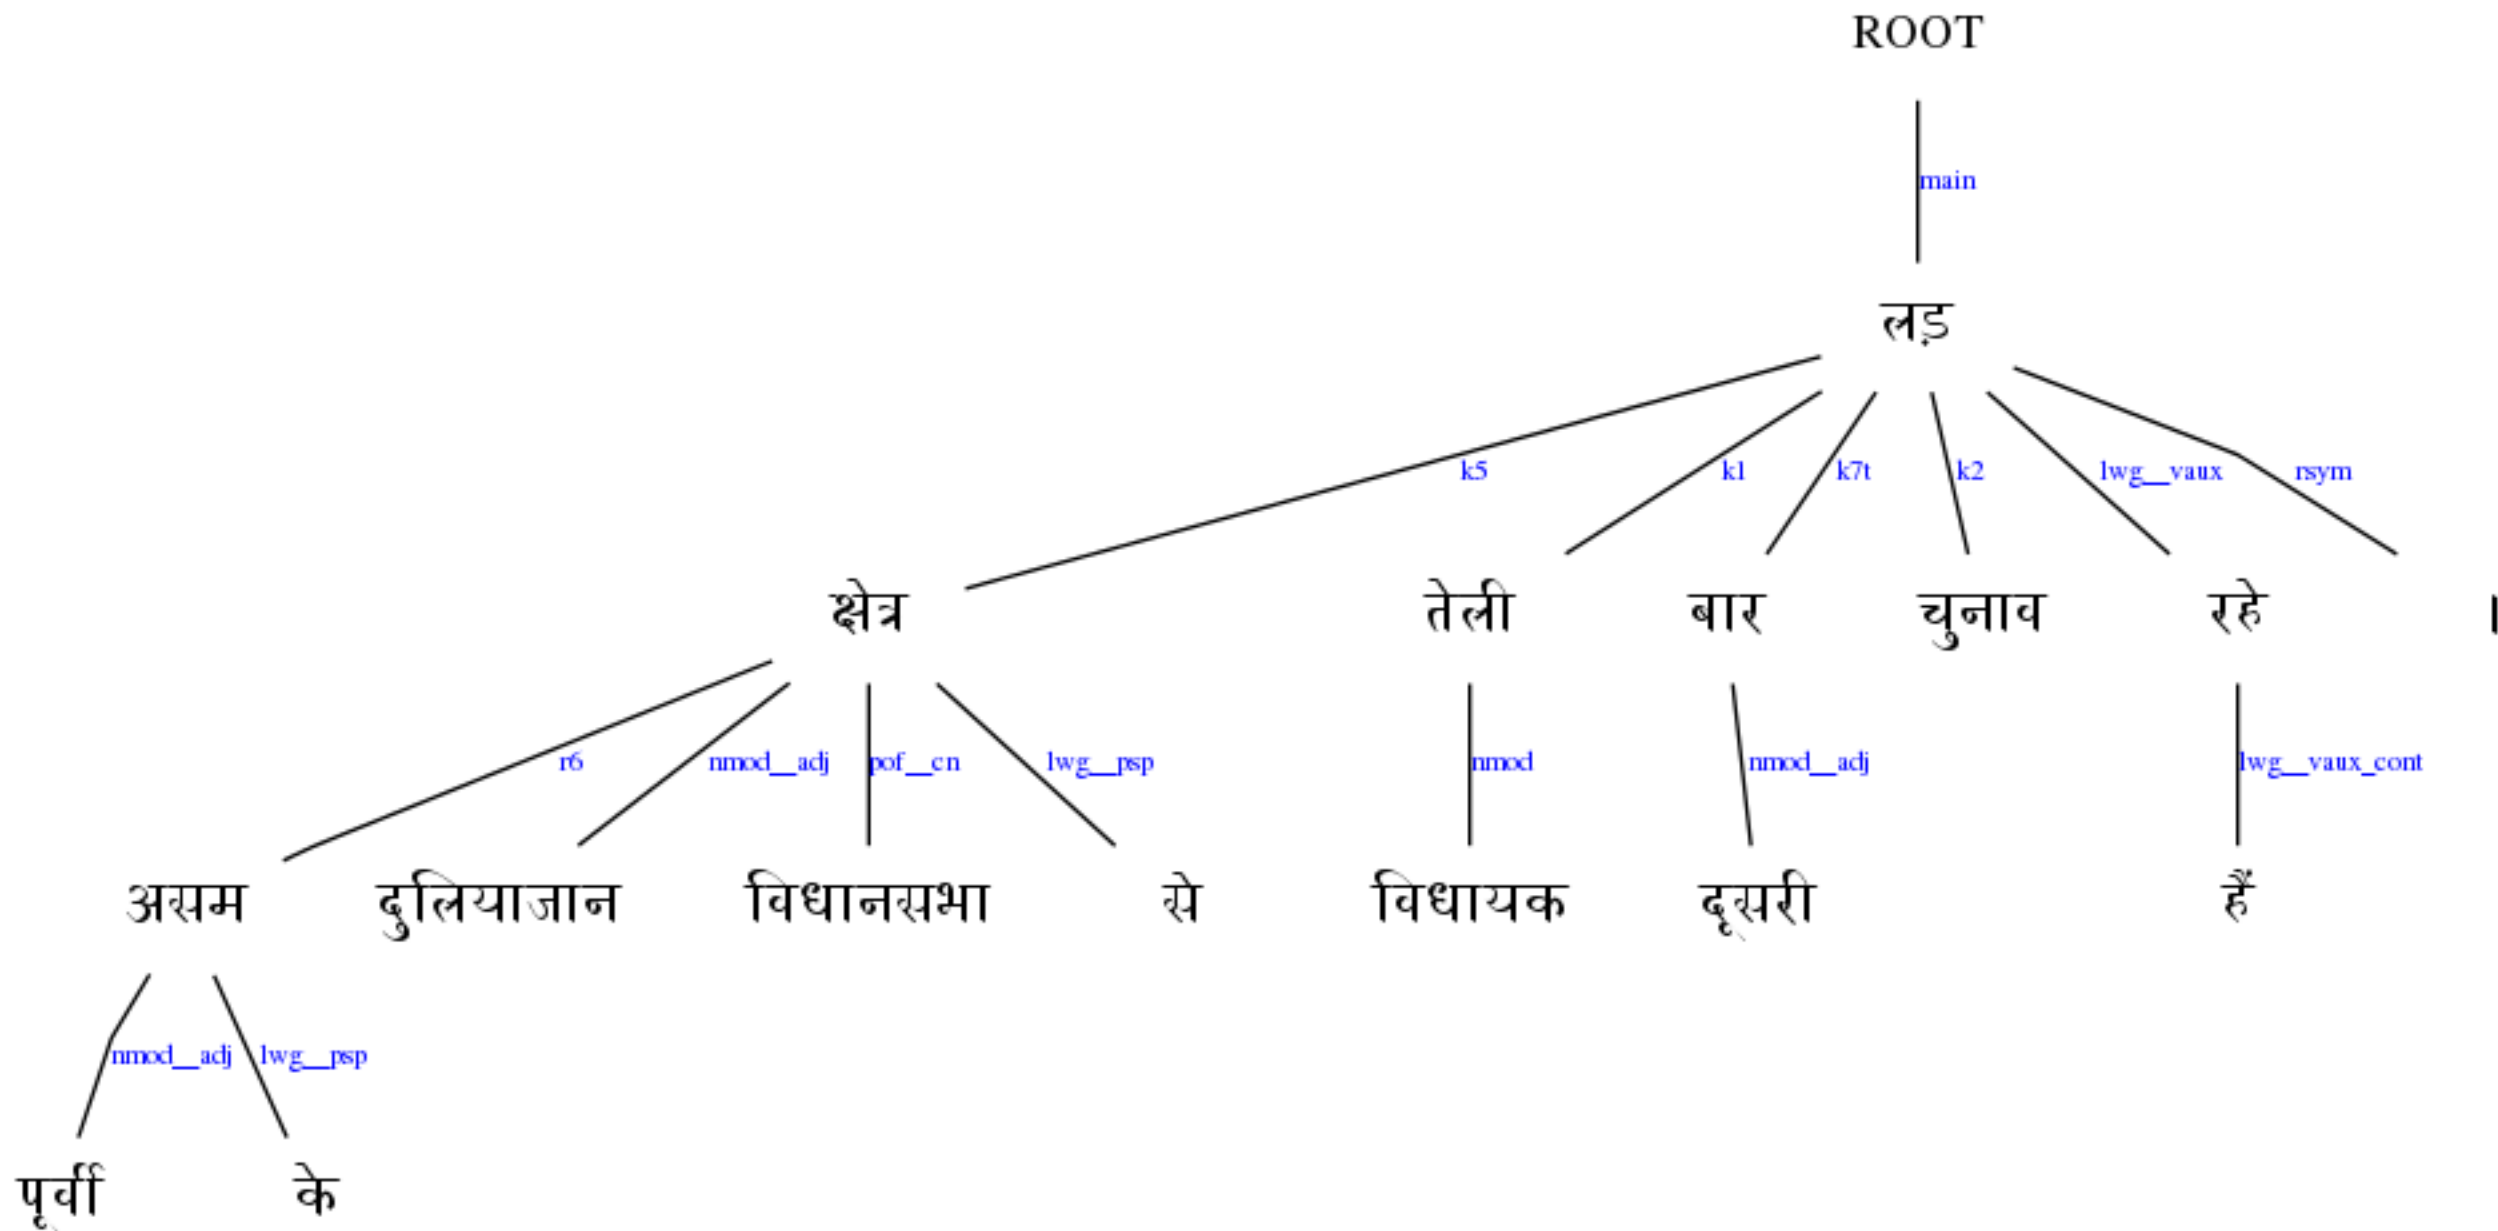 ROOT
main
लड़
k5 k1 k7t k2 lwg__vaux rsym
क्षेत्र तेली बार चुनाव रहे ।
r6 nmod__adj pof__cn lwg__psp nmod nmod__adj lwg__vaux_cont
असम दुलियाजान विधानसभा से विधायक दूसरी हैं
nmod__adj lwg__psp
पूर्वी के